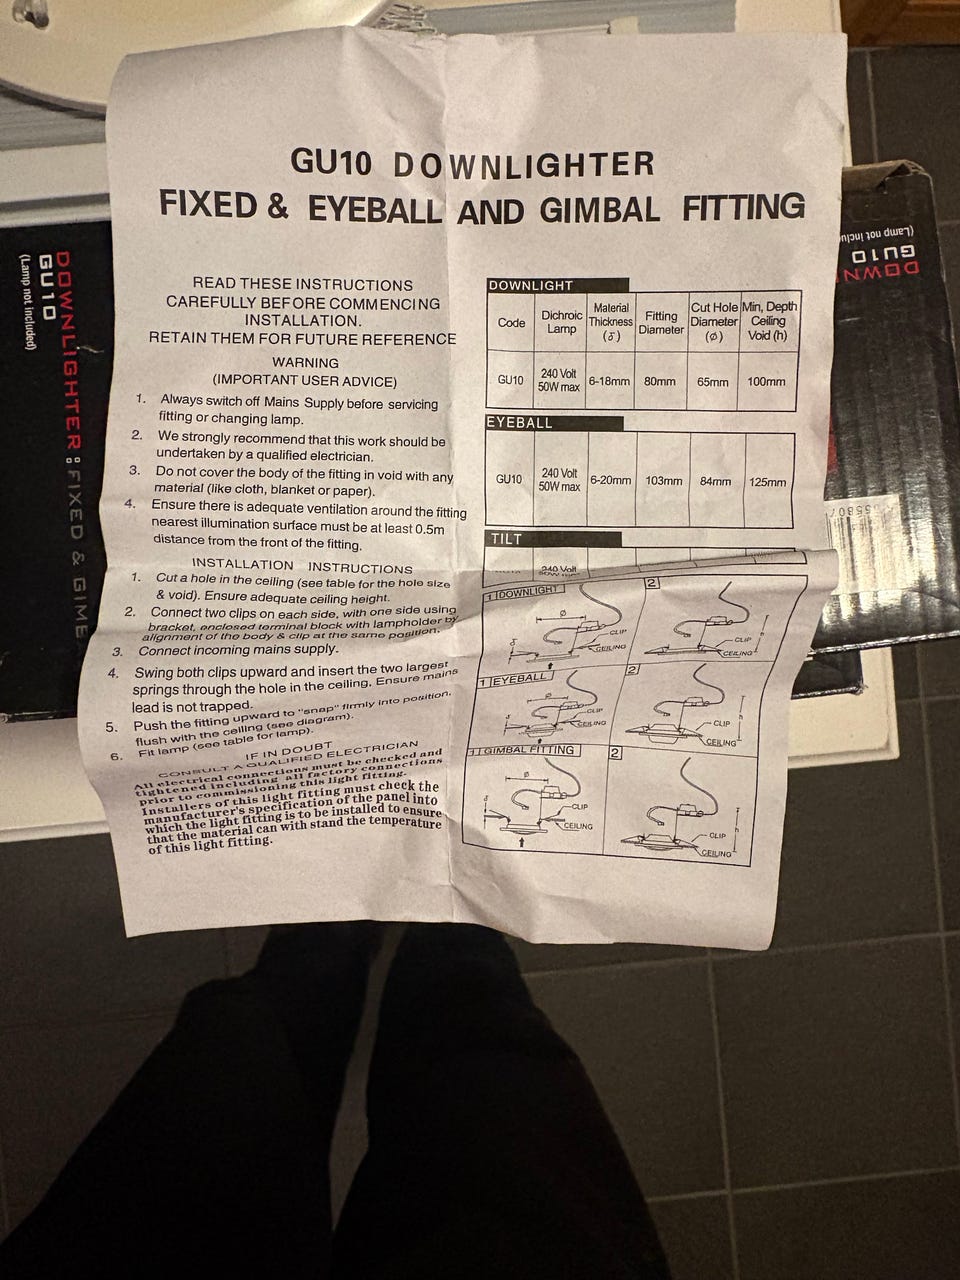 GU10 DOWNLIGHTER
FIXED & EYEBALL AND GIMBAL FITTING
READ THESE INSTRUCTIONS
CAREFULLY BEFORE COMMENCING
INSTALLATION.
RETAIN THEM FOR FUTURE REFERENCE
WARNING
(IMPORTANT USER ADVICE)
1. Always switch off Mains Supply before servicing
fitting or changing lamp.
2. We strongly recommend that this work should be
undertaken by a qualified electrician.
3. Do not cover the body of the fitting in void with any
material (like cloth, blanket or paper).
4. Ensure there is adequate ventilation around the fitting
nearest illumination surface must be at least 0.5m
distance from the front of the fitting.
INSTALLATION INSTRUCTIONS
1. Cut a hole in the ceiling (see table for the hole size
& void). Ensure adequate ceiling height.
2. Connect two clips on each side, with one side using
bracket, enclosed terminal block with lampholder by
alignment of the body & clip at the same position.
3. Connect incoming mains supply.
4. Swing both clips upward and insert the two largest
springs through the hole in the ceiling. Ensure mains
lead is not trapped.
5. Push the fitting upward to "snap" firmly into position.
flush with the ceiling (see diagram).
6. Fit lamp (see table for lamp).
IF IN DOUBT
CONSULT A QUALIFIED ELECTRICIAN
All electrical connections must be checked and
tightened including all factory connections
prior to commissioning this light fitting.
Installers of this light fitting must check the
manufacturer's specification of the panel into
which the light fitting is to be installed to ensure
that the material can with stand the temperature
of this light fitting.
DOWNLIGHT
Code Dichroic Lamp Material Thickness (δ) Fitting Diameter Cut Hole Diameter (Ø) Min, Depth Ceiling Void (h)
GU10 240 Volt 50W max 6-18mm 80mm 65mm 100mm
EYEBALL
GU10 240 Volt 50W max 6-20mm 103mm 84mm 125mm
TILT
240 Volt
50W max
1 DOWNLIGHT
Ø
δ
CLIP
CEILING
2
h
CLIP
CEILING
1 EYEBALL
Ø
δ
CLIP
CEILING
2
h
CLIP
CEILING
1 GIMBAL FITTING
Ø
δ
CLIP
CEILING
2
h
CLIP
CEILING
DOWNLIGHTER: FIXED & GIMB
GU10
(Lamp not included)
DOWN
GU10
(Lamp not inclu